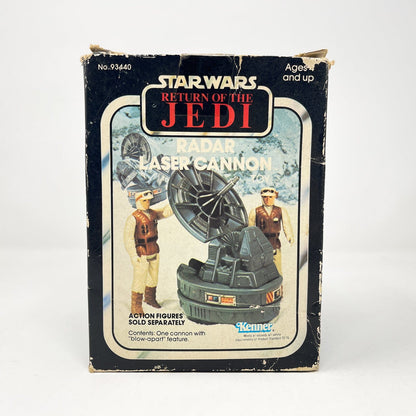 No. 93440
Ages 4
and up
STAR WARS
RETURN OF THE
JEDI
RADAR
LASER CANNON
ACTION FIGURES
SOLD SEPARATELY
Contents: One cannon with
"blow-apart" feature.
Kenner